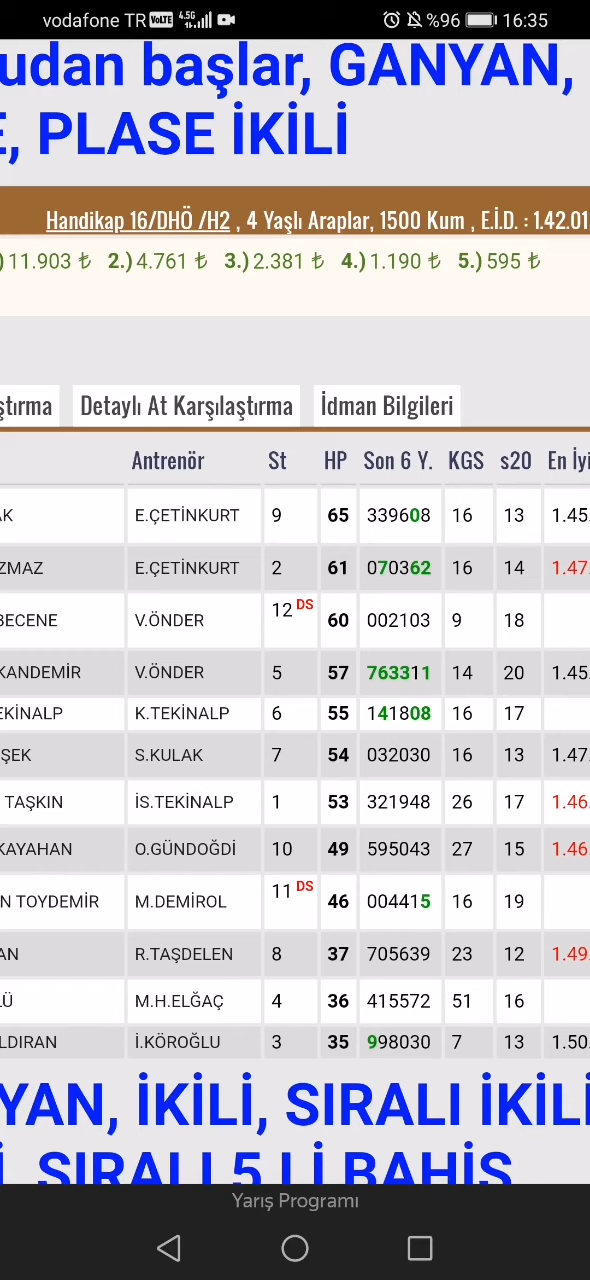 vodafone TR VoLTE 4.5G %96 16:35
udan başlar, GANYAN,
E, PLASE İKİLİ
Handikap 16/DHÖ /H2 , 4 Yaşlı Araplar, 1500 Kum , E.İ.D. : 1.42.01
)11.903 ₺ 2.)4.761 ₺ 3.)2.381 ₺ 4.)1.190 ₺ 5.)595 ₺
ştırma Detaylı At Karşılaştırma İdman Bilgileri
Antrenör St HP Son 6 Y. KGS s20 En İyi
AK E.ÇETİNKURT 9 65 339608 16 13 1.45.
ZMAZ E.ÇETİNKURT 2 61 070362 16 14 1.47.
BECENE V.ÖNDER 12 DS 60 002103 9 18
KANDEMİR V.ÖNDER 5 57 763311 14 20 1.45.
EKİNALP K.TEKİNALP 6 55 141808 16 17
ŞEK S.KULAK 7 54 032030 16 13 1.47.
TAŞKIN İS.TEKİNALP 1 53 321948 26 17 1.46.
KAYAHAN O.GÜNDOĞDİ 10 49 595043 27 15 1.46.
N TOYDEMİR M.DEMİROL 11 DS 46 004415 16 19
AN R.TAŞDELEN 8 37 705639 23 12 1.49.
LÜ M.H.ELĞAÇ 4 36 415572 51 16
LDIRAN İ.KÖROĞLU 3 35 998030 7 13 1.50.
YAN, İKİLİ, SIRALI İKİLİ
İ, SIRALI 5 Lİ BAHİS
Yarış Programı